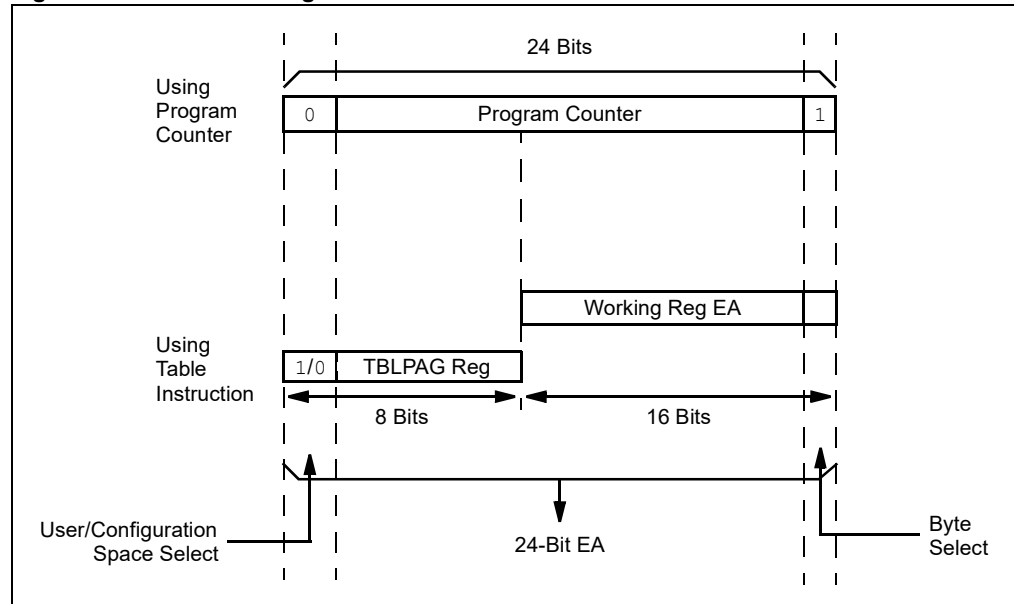 24 Bits
Using
Program
Counter
0
Program Counter
1
Working Reg EA
Using
Table
Instruction
1/0
TBLPAG Reg
8 Bits
16 Bits
User/Configuration
Space Select
24-Bit EA
Byte
Select